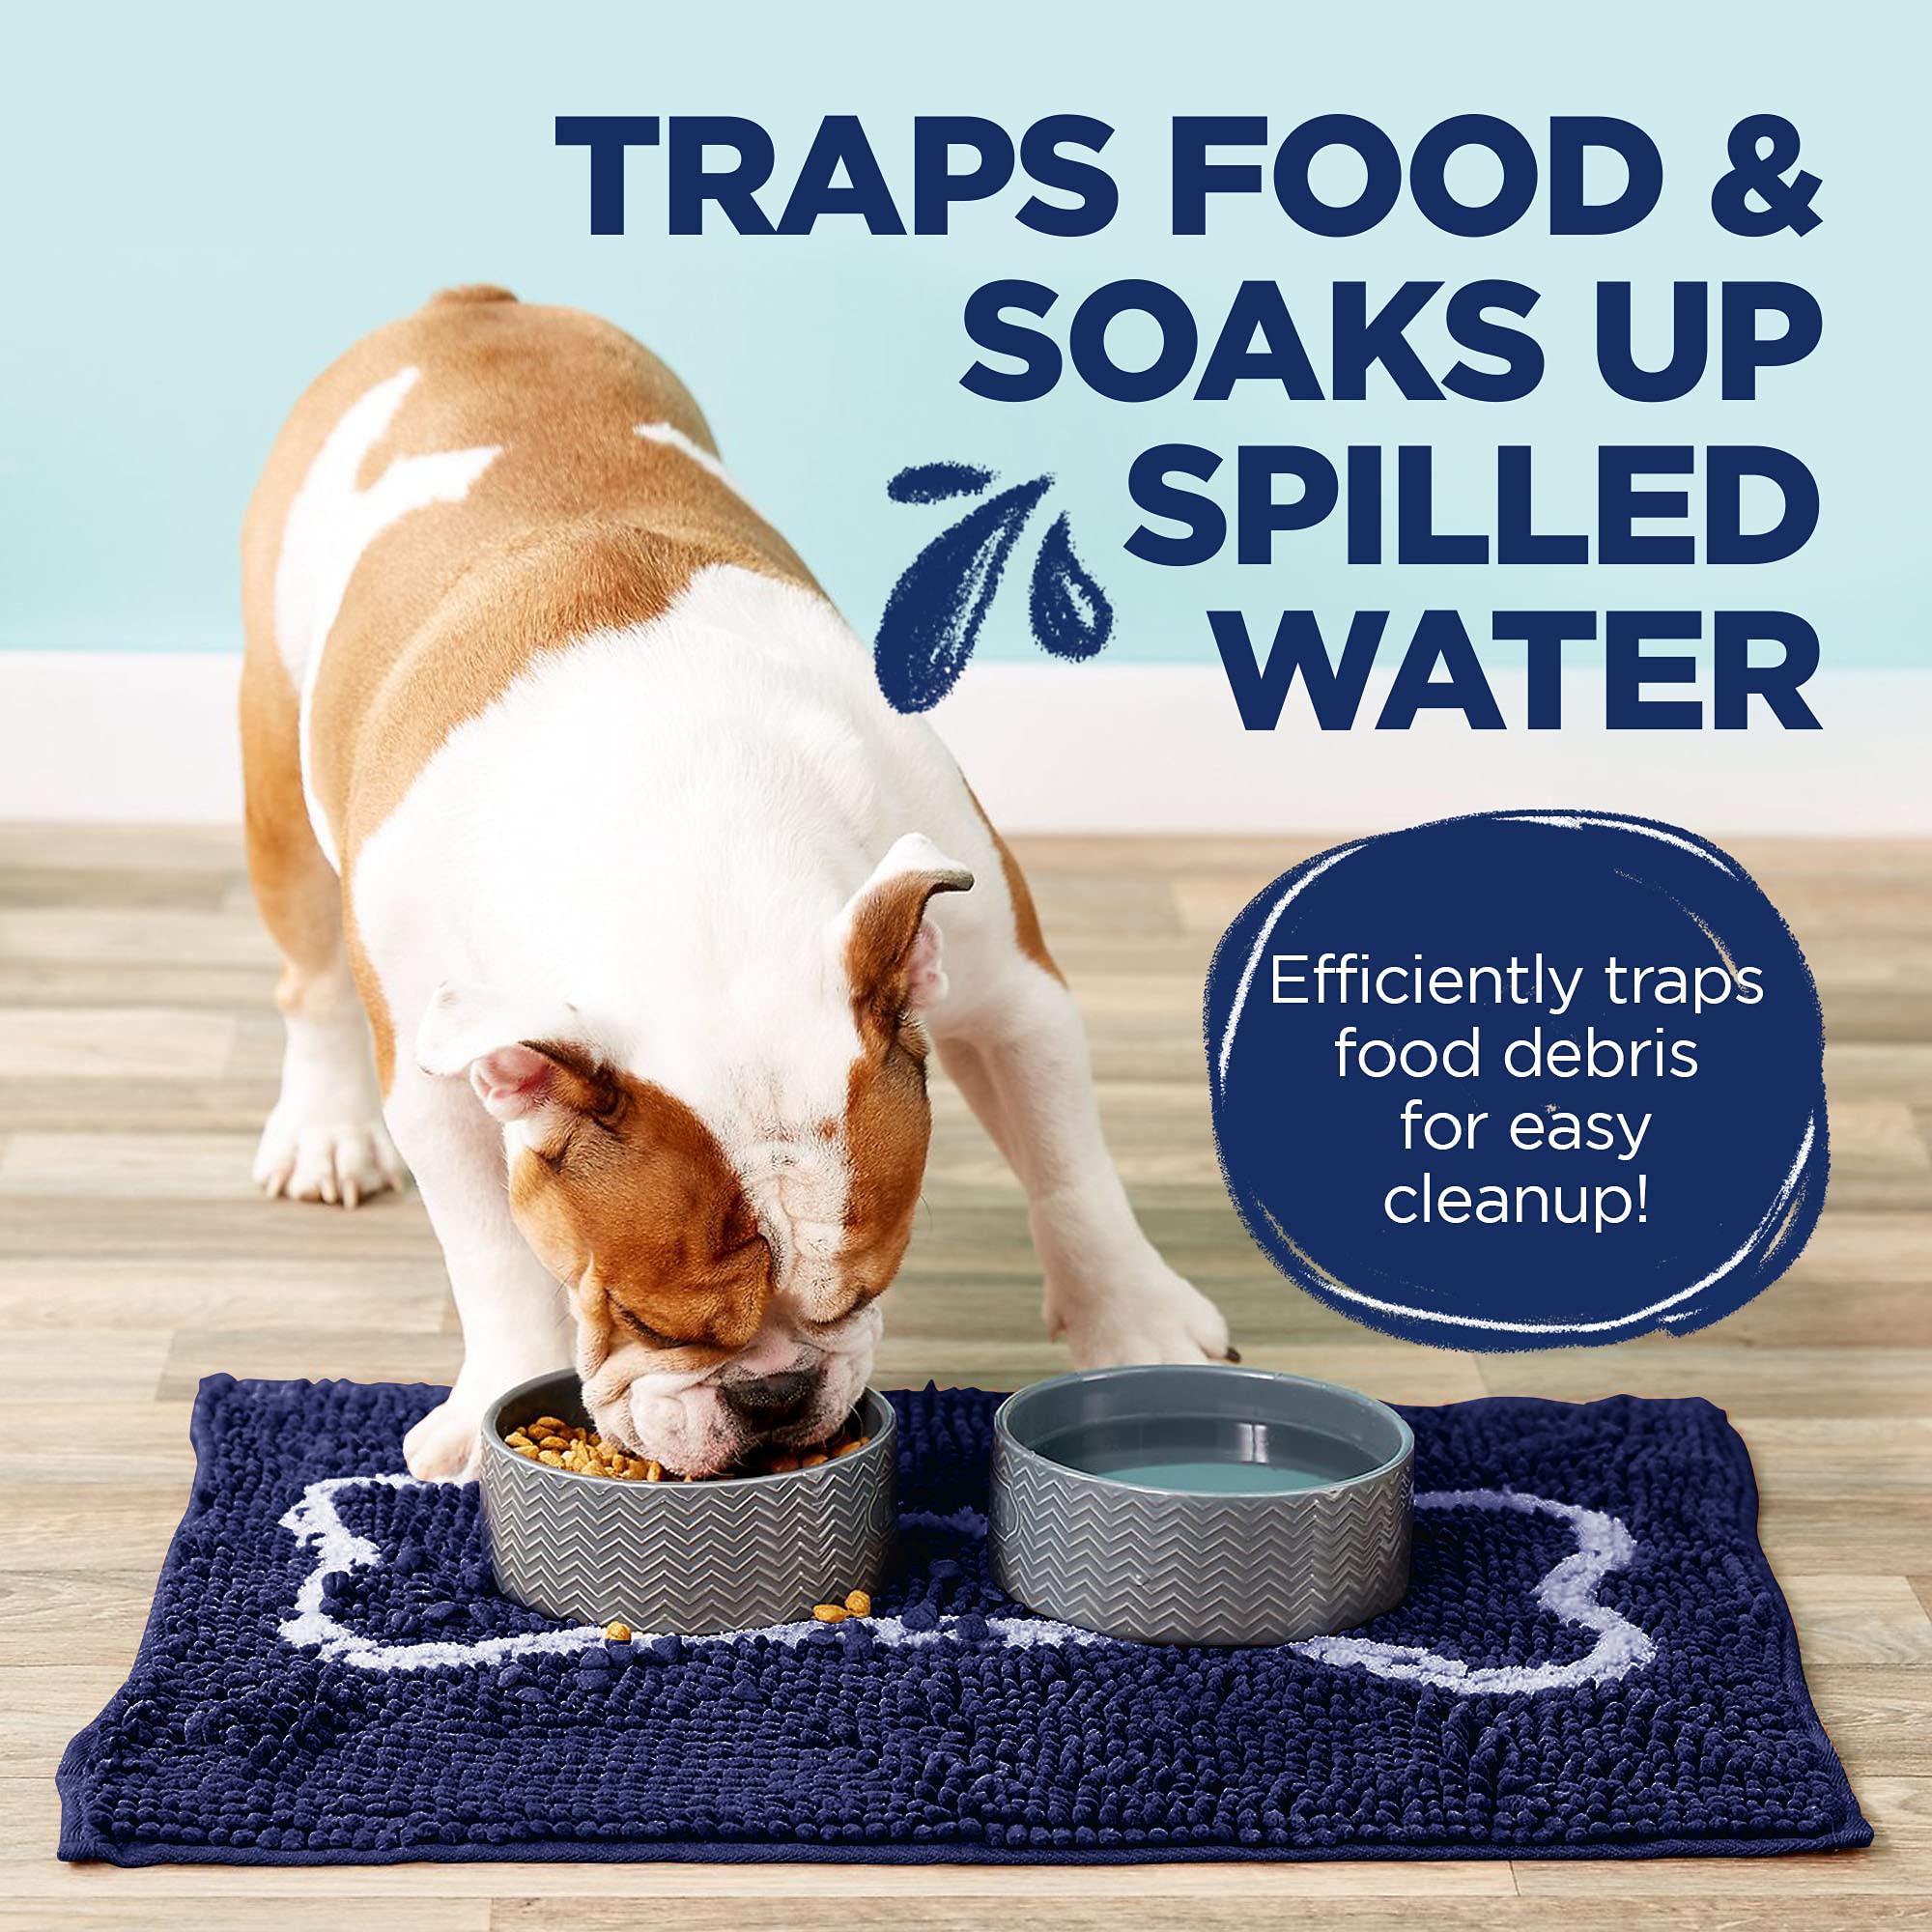 TRAPS FOOD &
SOAKS UP
SPILLED
WATER
Efficiently traps
food debris
for easy
cleanup!